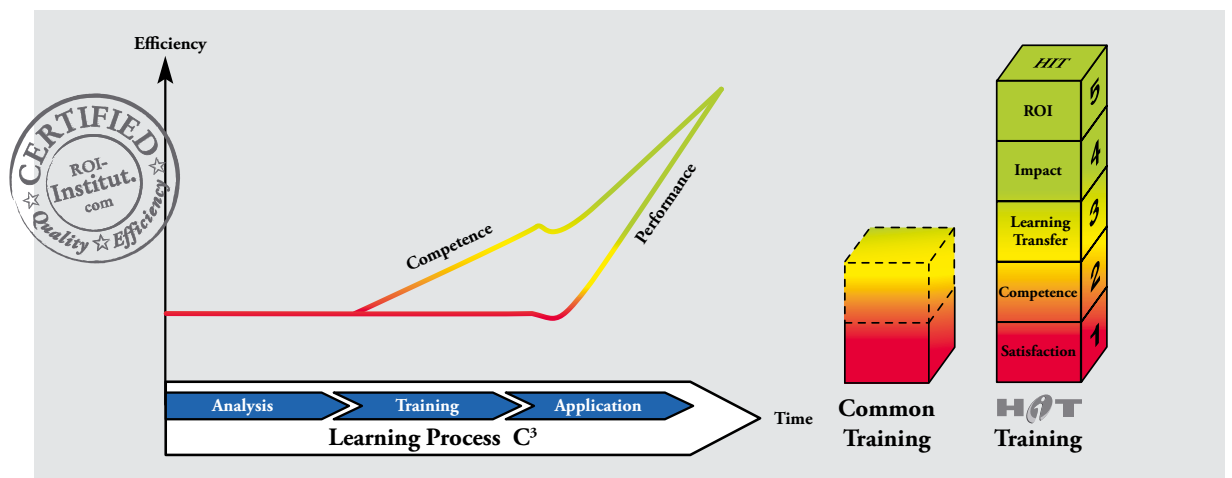 Efficiency
CERTIFIED
ROI-
Institut.
com
Quality Efficiency
Competence
Performance
Analysis
Training
Application
Learning Process C³
Time
Common
Training
HIT
ROI
Impact
Learning
Transfer
Competence
Satisfaction
5
4
3
2
1
HiT
Training